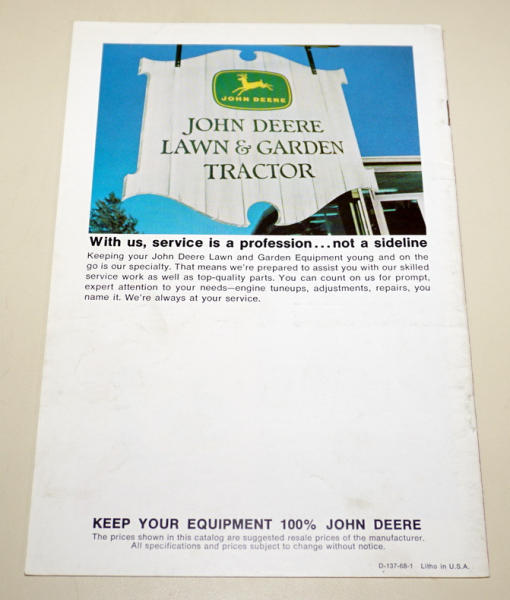 JOHN DEERE
JOHN DEERE
LAWN & GARDEN
TRACTOR
With us, service is a profession...not a sideline
Keeping your John Deere Lawn and Garden Equipment young and on the
go is our specialty. That means we're prepared to assist you with our skilled
service work as well as top-quality parts. You can count on us for prompt,
expert attention to your needs—engine tuneups, adjustments, repairs, you
name it. We're always at your service.
KEEP YOUR EQUIPMENT 100% JOHN DEERE
The prices shown in this catalog are suggested resale prices of the manufacturer.
All specifications and prices subject to change without notice.
D-137-68-1 Litho in U.S.A.